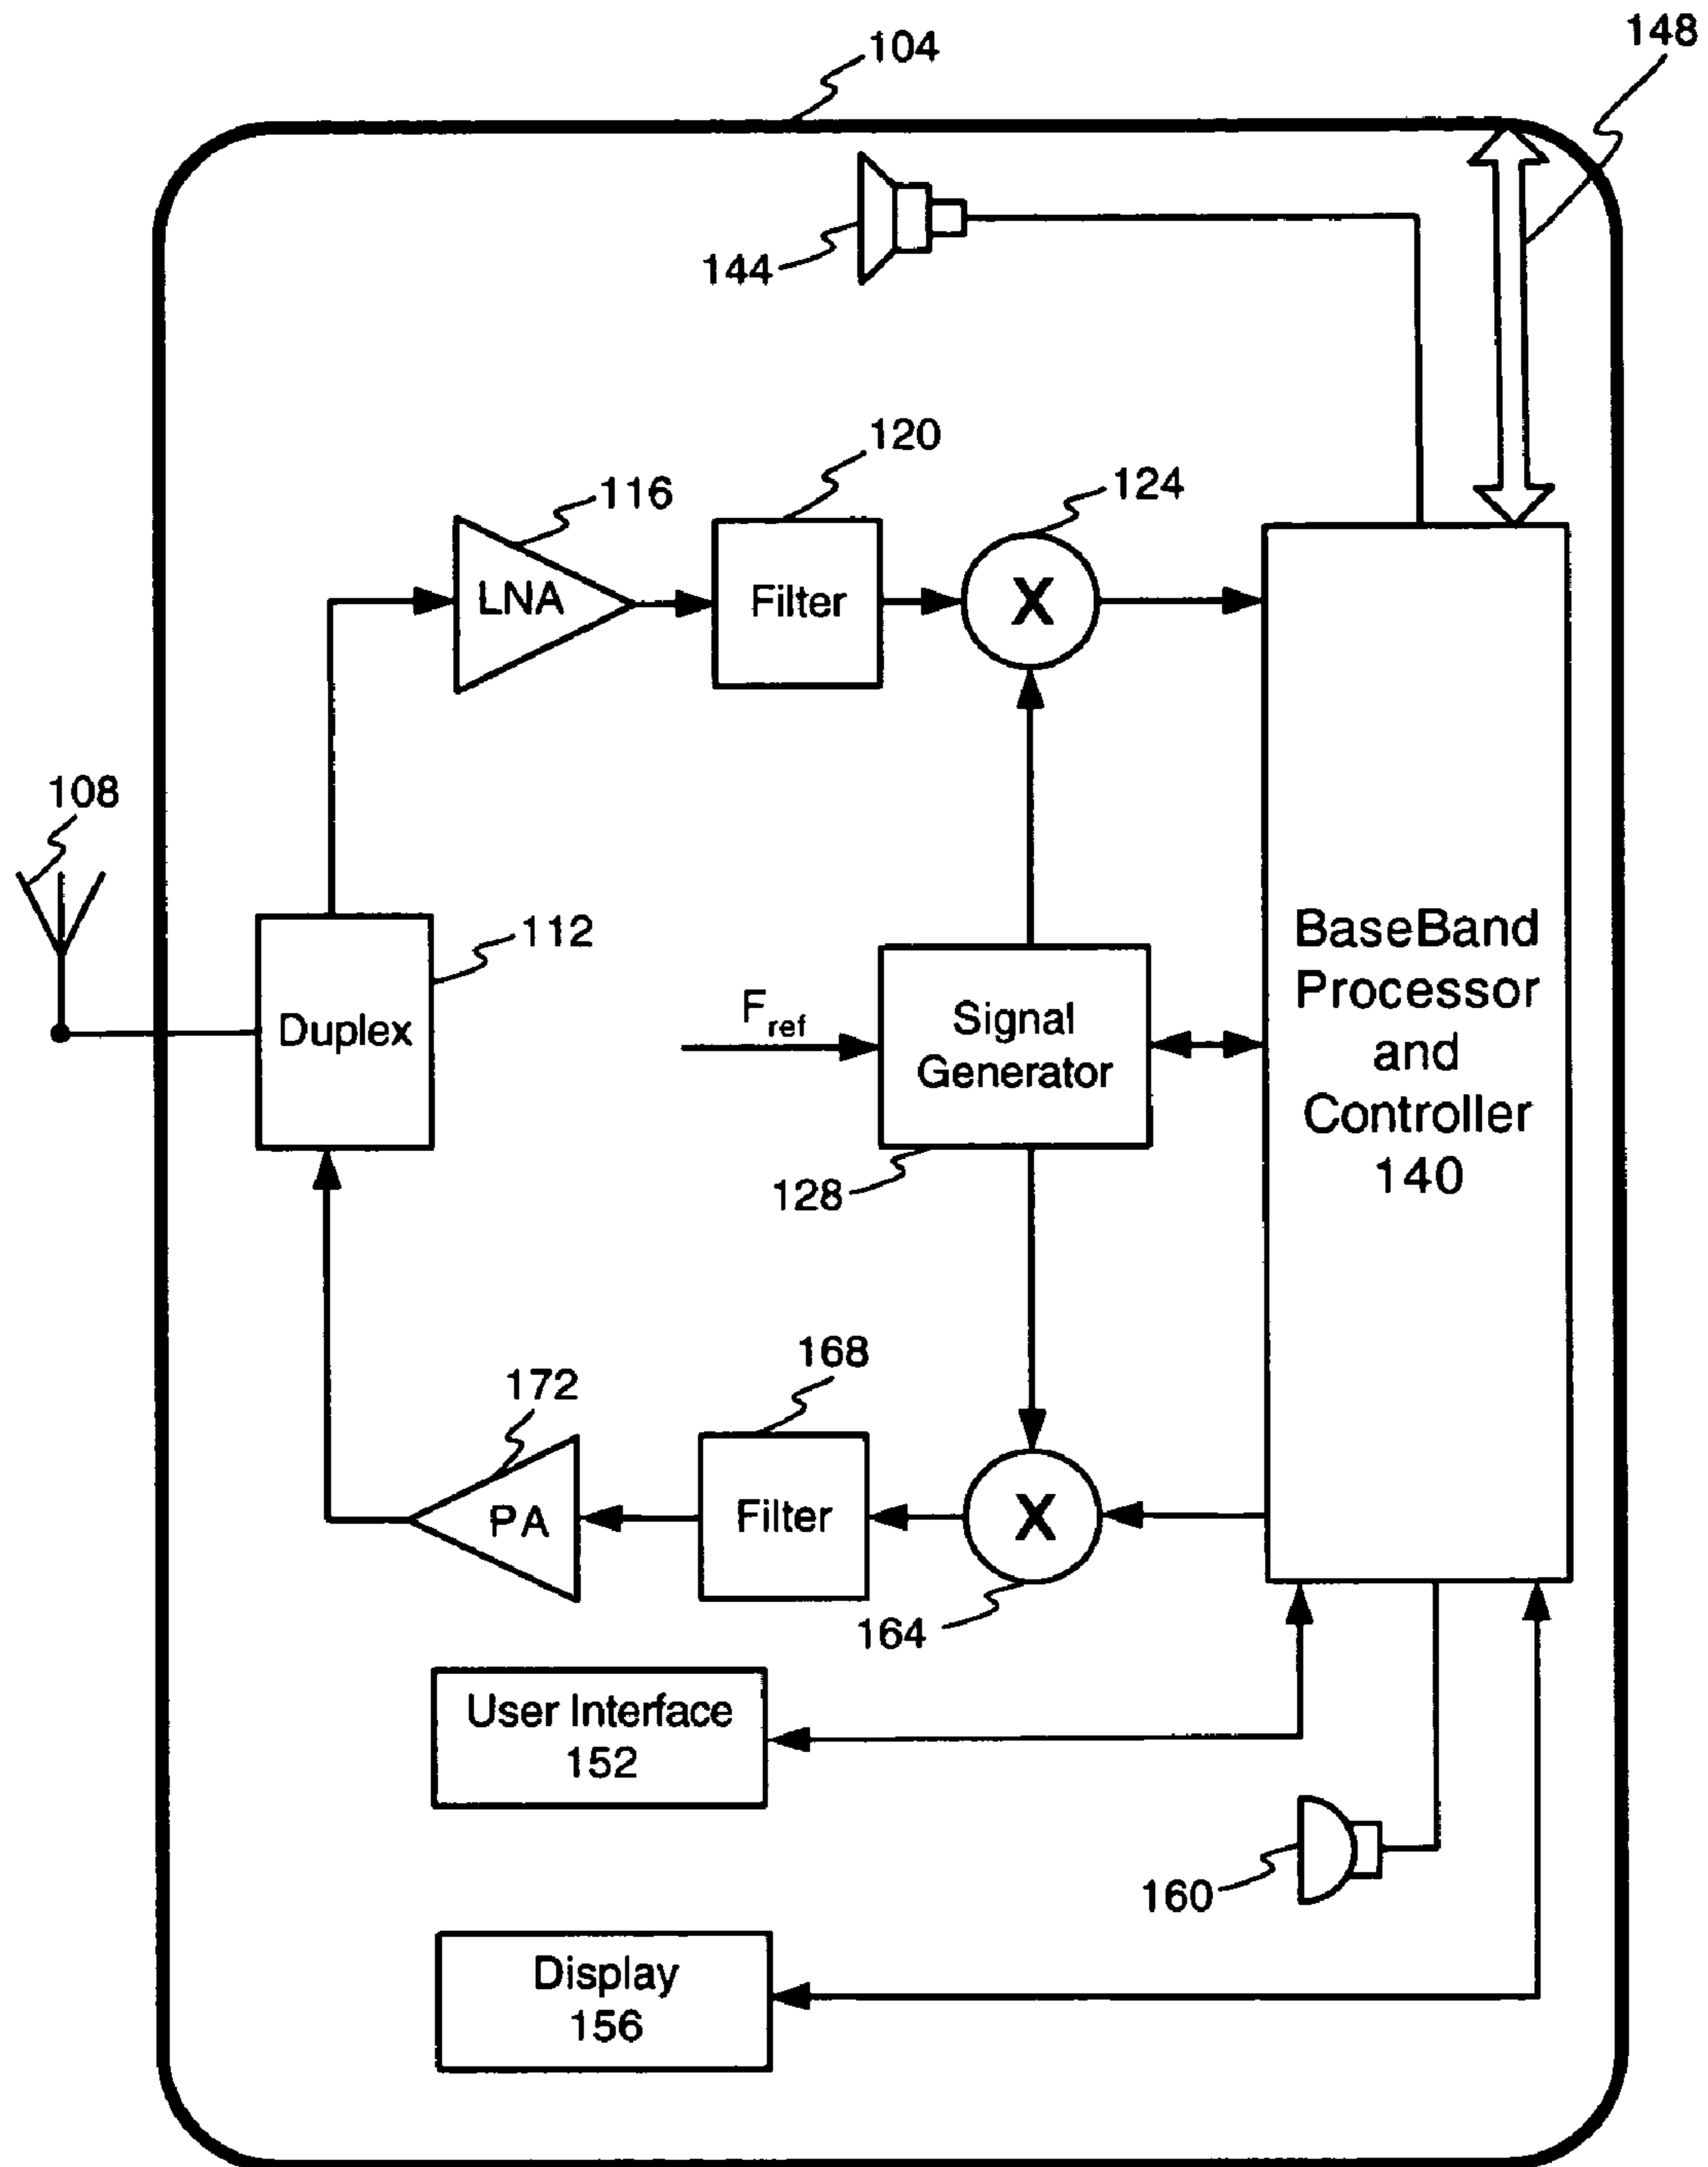 104
148
144
120
116
124
LNA
Filter
X
108
112
Duplex
F ref
Signal
Generator
128
BaseBand
Processor
and
Controller
140
168
172
PA
Filter
X
164
User Interface
152
160
Display
156